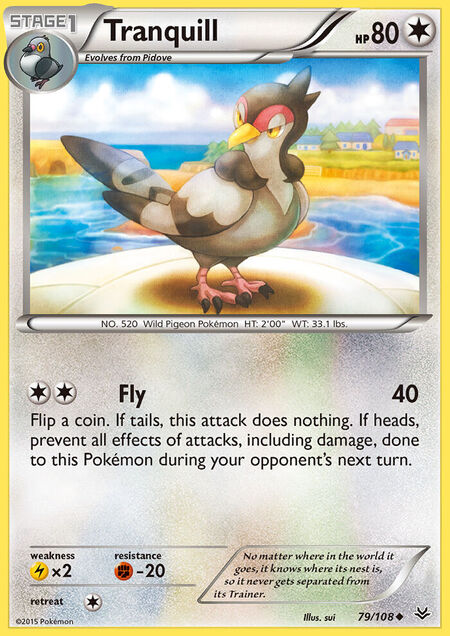 STAGE1
Tranquill
HP80
Evolves from Pidove
NO. 520 Wild Pigeon Pokémon HT: 2'00" WT: 33.1 lbs.
Fly 40
Flip a coin. If tails, this attack does nothing. If heads,
prevent all effects of attacks, including damage, done
to this Pokémon during your opponent's next turn.
weakness
×2
resistance
-20
retreat
No matter where in the world it
goes, it knows where its nest is,
so it never gets separated from
its Trainer.
©2015 Pokémon
Illus. sui
79/108